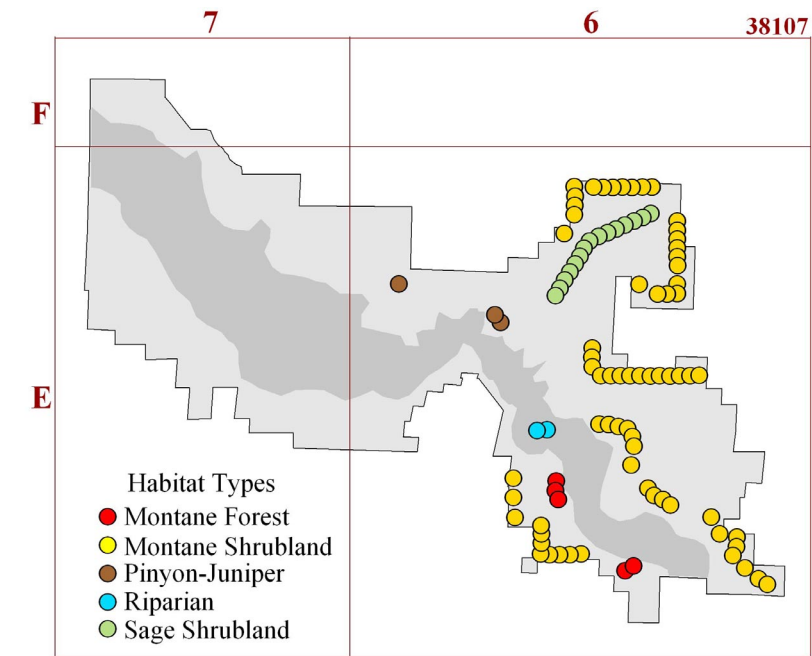 7 6 38107
F
E
Habitat Types
Montane Forest
Montane Shrubland
Pinyon-Juniper
Riparian
Sage Shrubland